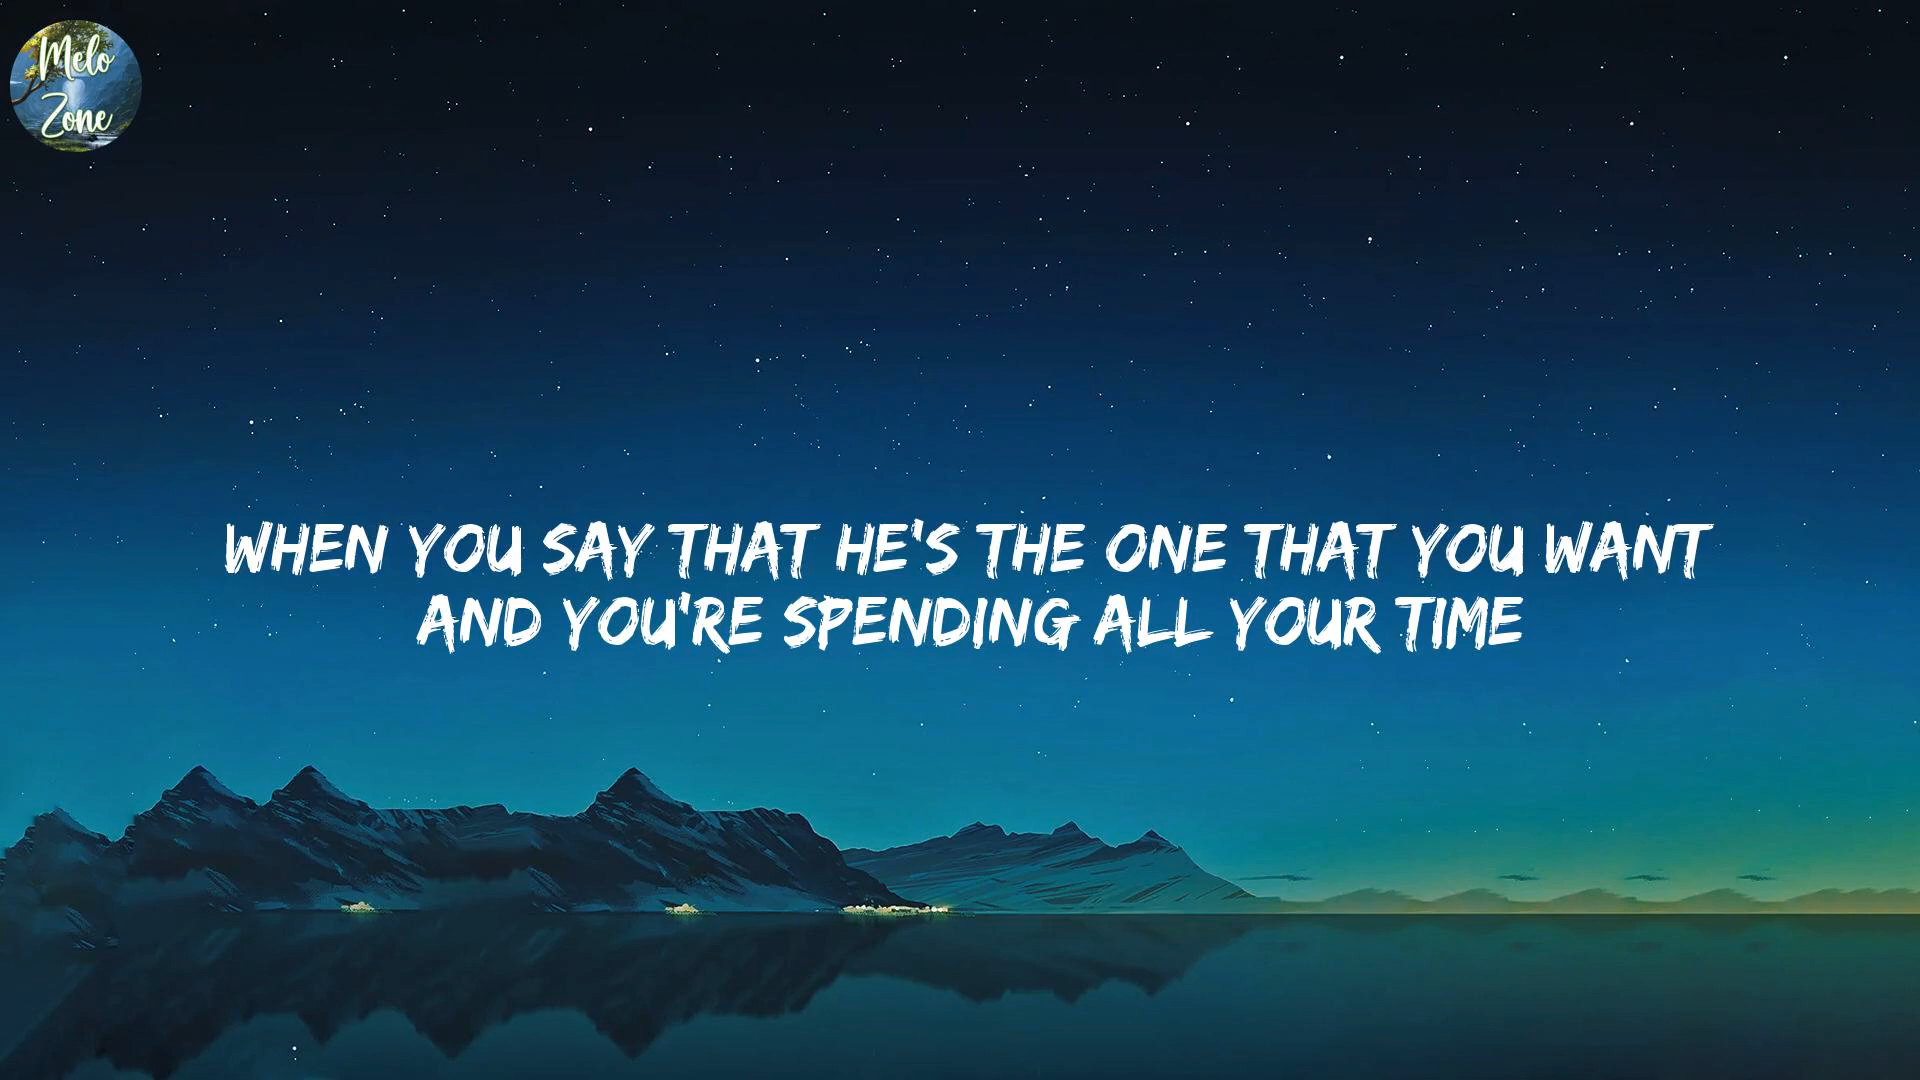 Melo
Zone
WHEN YOU SAY THAT HE'S THE ONE THAT YOU WANT
AND YOU'RE SPENDING ALL YOUR TIME